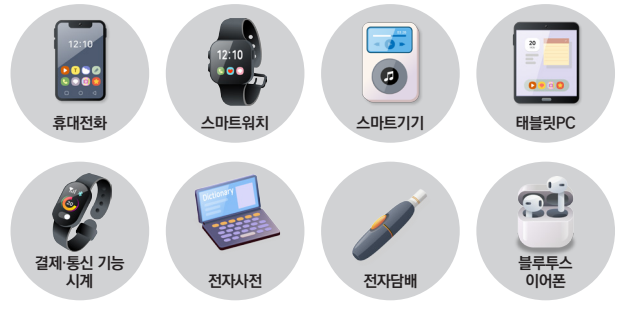 12:10
휴대전화
12:10
스마트워치
스마트기기
20
태블릿PC
결제·통신 기능
시계
Dictionary
전자사전
전자담배
블루투스
이어폰